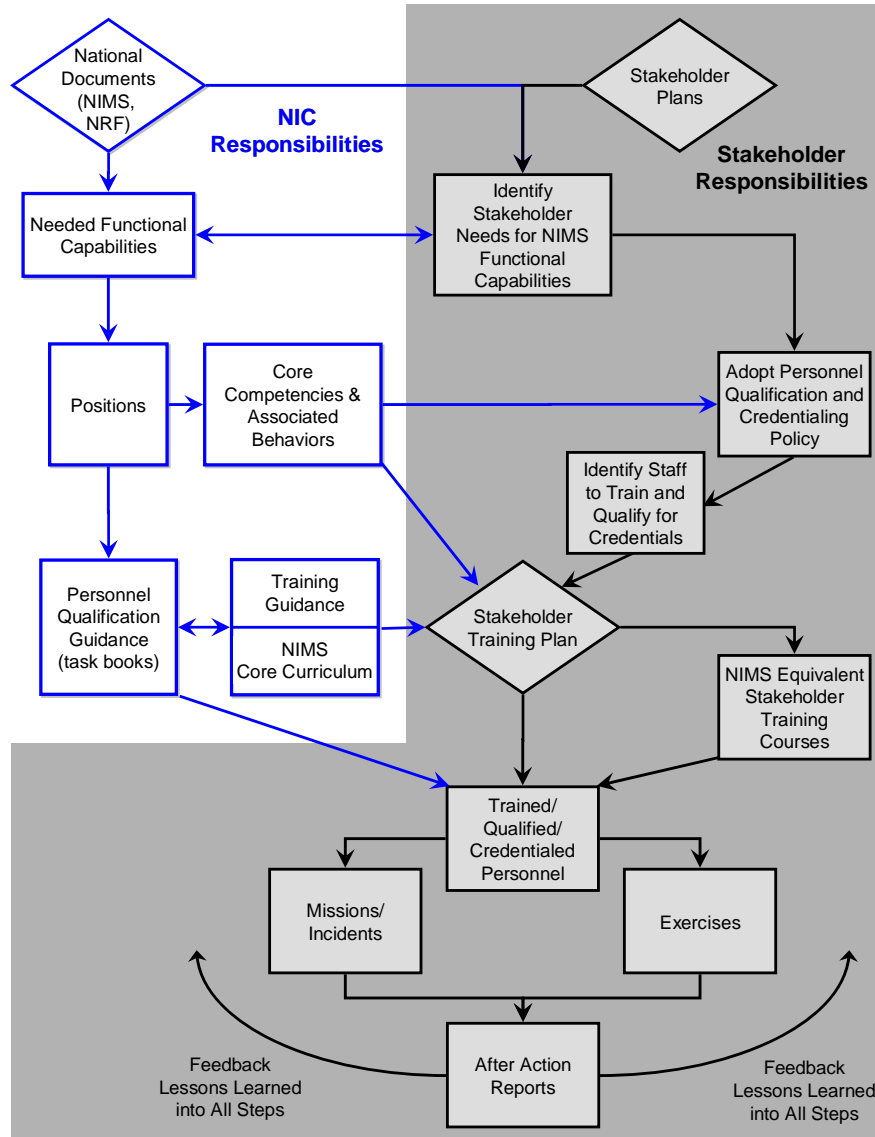 National
Documents
(NIMS,
NRF)
Stakeholder
Plans
NIC
Responsibilities
Stakeholder
Responsibilities
Needed Functional
Capabilities
Identify
Stakeholder
Needs for NIMS
Functional
Capabilities
Positions
Core
Competencies &
Associated
Behaviors
Adopt Personnel
Qualification and
Credentialing
Policy
Identify Staff
to Train and
Qualify for
Credentials
Personnel
Qualification
Guidance
(task books)
Training
Guidance
NIMS
Core Curriculum
Stakeholder
Training Plan
NIMS Equivalent
Stakeholder
Training
Courses
Trained/
Qualified/
Credentialed
Personnel
Missions/
Incidents
Exercises
Feedback
Lessons Learned
into All Steps
After Action
Reports
Feedback
Lessons Learned
into All Steps